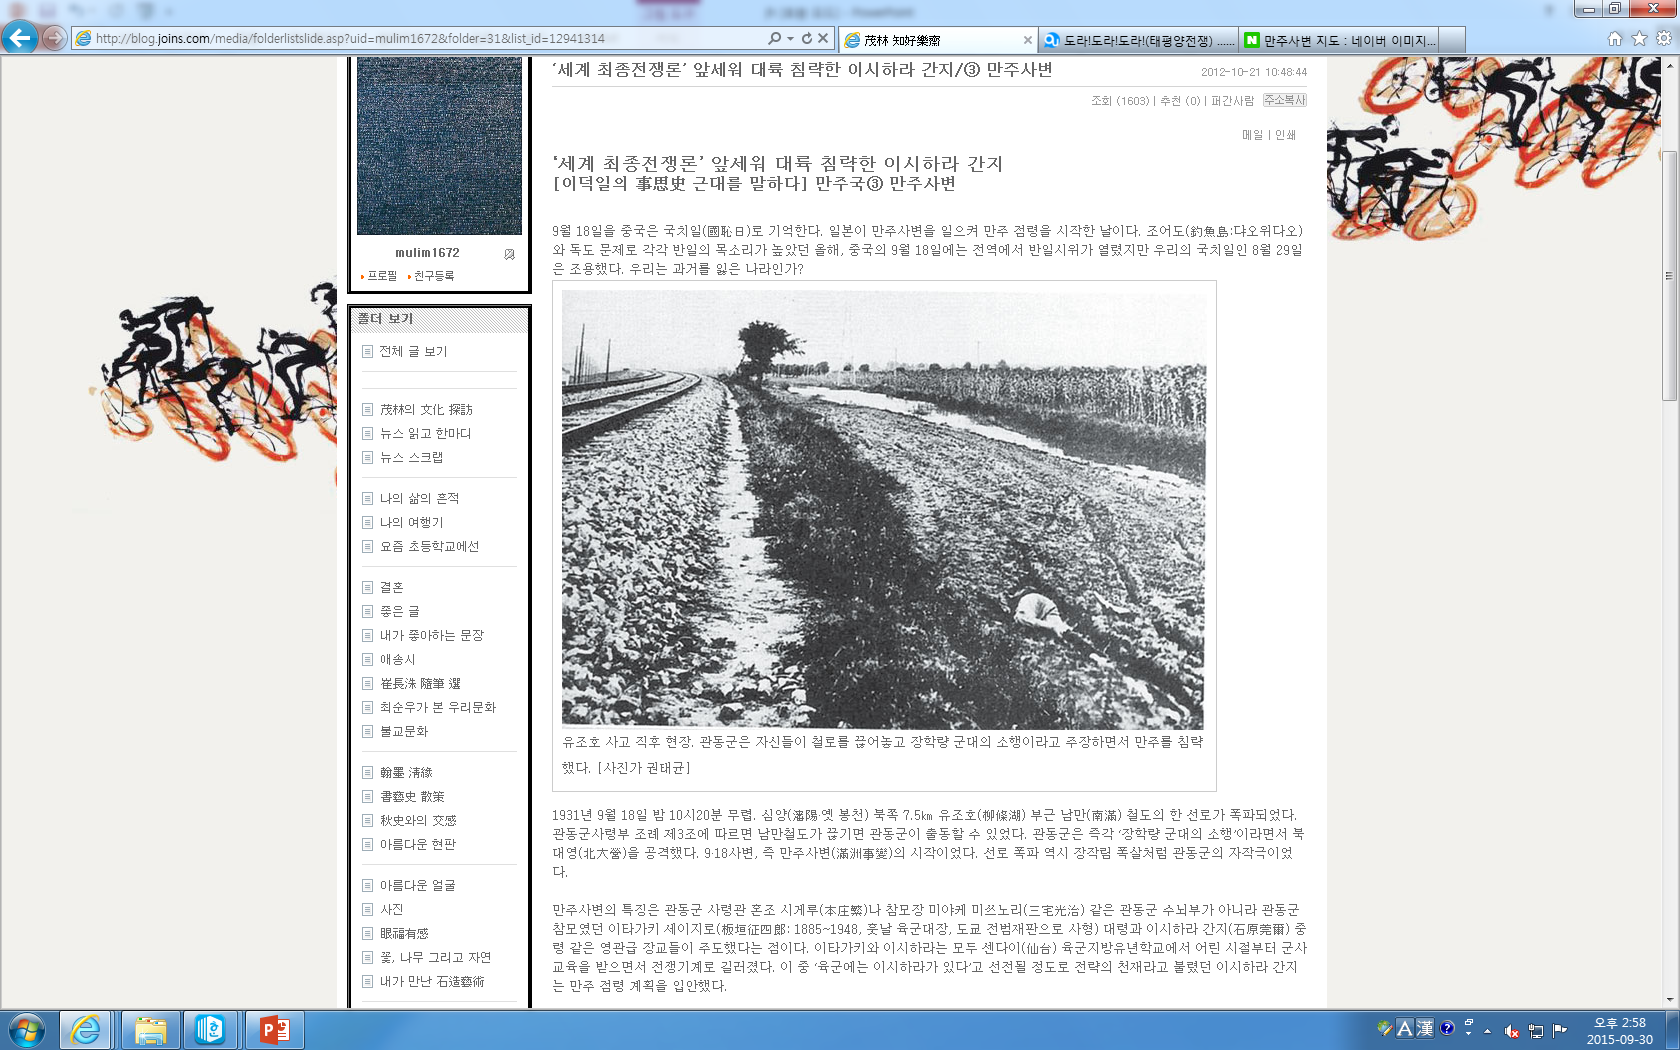 http://blog.joins.com/media/folderlistslide.asp?uid=mulim1672&folder=31&list_id=12941314
茂林 知好樂齋
도라!도라!도라!(태평양전쟁) ......
만주사변 지도 : 네이버 이미지...
‘세계 최종전쟁론’ 앞세워 대륙 침략한 이시하라 간지/③ 만주사변
2012-10-21 10:48:44
조회 (1603) | 추천 (0) | 퍼간사람 주소복사
메일 | 인쇄
‘세계 최종전쟁론’ 앞세워 대륙 침략한 이시하라 간지
[이덕일의 事思史 근대를 말하다] 만주국③ 만주사변
9월 18일을 중국은 국치일(國恥日)로 기억한다. 일본이 만주사변을 일으켜 만주 점령을 시작한 날이다. 조어도(釣魚島:댜오위다오)
와 독도 문제로 각각 반일의 목소리가 높았던 올해, 중국의 9월 18일에는 전역에서 반일시위가 열렸지만 우리의 국치일인 8월 29일
은 조용했다. 우리는 과거를 잃은 나라인가?
유조호 사고 직후 현장. 관동군은 자신들이 철로를 끊어놓고 장학량 군대의 소행이라고 주장하면서 만주를 침략
했다. [사진가 권태균]
1931년 9월 18일 밤 10시20분 무렵. 심양(瀋陽·옛 봉천) 북쪽 7.5㎞ 유조호(柳條湖) 부근 남만(南滿) 철도의 한 선로가 폭파되었다.
관동군사령부 조례 제3조에 따르면 남만철도가 끊기면 관동군이 출동할 수 있었다. 관동군은 즉각 ‘장학량 군대의 소행’이라면서 북
대영(北大營)을 공격했다. 9·18사변, 즉 만주사변(滿洲事變)의 시작이었다. 선로 폭파 역시 장작림 폭살처럼 관동군의 자작극이었
다.
만주사변의 특징은 관동군 사령관 혼조 시게루(本庄繁)나 참모장 미야케 미쓰노리(三宅光治) 같은 관동군 수뇌부가 아니라 관동군
참모였던 이타가키 세이지로(板垣征四郎: 1885~1948, 훗날 육군대장, 도쿄 전범재판으로 사형) 대령과 이시하라 간지(石原莞爾) 중
령 같은 영관급 장교들이 주도했다는 점이다. 이타가키와 이시하라는 모두 센다이(仙台) 육군지방유년학교에서 어린 시절부터 군사
교육을 받으면서 전쟁기계로 길러졌다. 이 중 ‘육군에는 이시하라가 있다’고 선전될 정도로 전략의 천재라고 불렸던 이시하라 간지
는 만주 점령 계획을 입안했다.
mulim1672
프로필 친구등록
폴더 보기
전체 글 보기
茂林의 文化 探訪
뉴스 읽고 한마디
뉴스 스크랩
나의 삶의 흔적
나의 여행기
요즘 초등학교에선
결혼
좋은 글
내가 좋아하는 문장
애송시
崔長洙 隨筆 選
최순우가 본 우리문화
불교문화
翰墨 淸緣
書藝史 散策
秋史와의 交感
아름다운 현판
아름다운 얼굴
사진
眼福有感
꽃, 나무 그리고 자연
내가 만난 石造藝術
A 漢
오후 2:58
2015-09-30